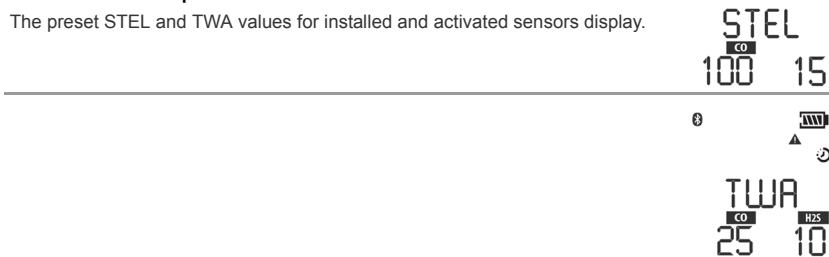 The preset STEL and TWA values for installed and activated sensors display.
STEL
CO
100 15
TWA
CO H2S
25 10